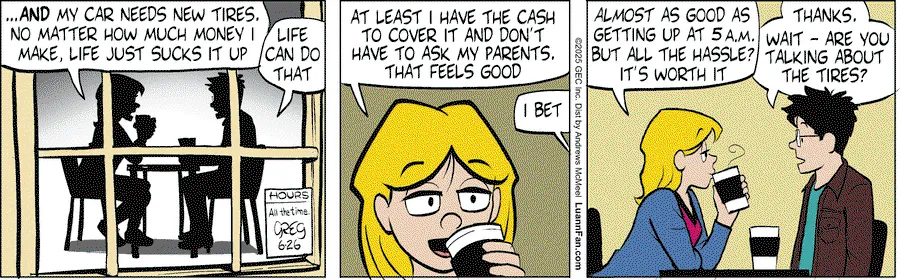 ...AND MY CAR NEEDS NEW TIRES.
NO MATTER HOW MUCH MONEY I
MAKE, LIFE JUST SUCKS IT UP
LIFE
CAN DO
THAT
HOURS
All the time
GREG
6-26
AT LEAST I HAVE THE CASH
TO COVER IT AND DON'T
HAVE TO ASK MY PARENTS.
THAT FEELS GOOD
I BET
©2025 GEC Inc. Dist by Andrews McMeel LuannFan.com
ALMOST AS GOOD AS
GETTING UP AT 5 A.M.
BUT ALL THE HASSLE?
IT'S WORTH IT
THANKS.
WAIT – ARE YOU
TALKING ABOUT
THE TIRES?